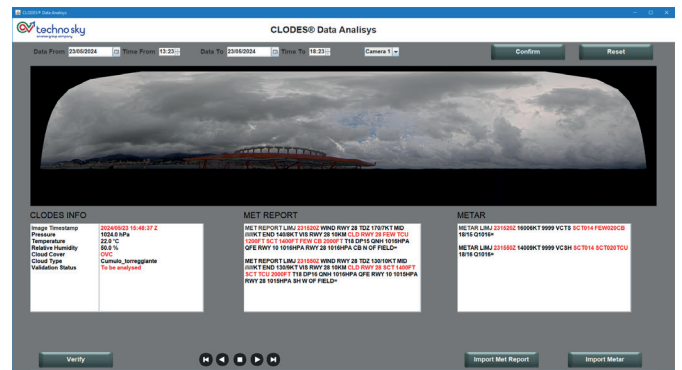 CLODES® Data Analisys
technosky
CLODES® Data Analisys
Data From 23/05/2024 Time From 13:23 Data To 23/05/2024 Time To 18:23 Camera 1 Confirm Reset
CLODES INFO
Image Timestamp 2024/05/23 15:48:37 Z
Pressure 1024.0 hPa
Temperature 22.0 °C
Relative Humidity 50.0 %
Cloud Cover OVC
Cloud Type Cumulo_torreggiante
Validation Status To be analysed
MET REPORT
MET REPORT LIMJ 231520Z WIND RWY 28 TDZ 170/7KT MID
///////KT END 140/8KT VIS RWY 28 10KM CLD RWY 28 FEW TCU
1200FT SCT 1400FT FEW CB 2000FT T18 DP15 QNH 1016HPA
QFE RWY 10 1016HPA RWY 28 1016HPA CB N OF FIELD=
MET REPORT LIMJ 231550Z WIND RWY 28 TDZ 130/10KT MID
///////KT END 130/9KT VIS RWY 28 10KM CLD RWY 28 SCT 1400FT
SCT TCU 2000FT T18 DP16 QNH 1016HPA QFE RWY 10 1015HPA
RWY 28 1015HPA SH W OF FIELD=
METAR
METAR LIMJ 231520Z 16006KT 9999 VCTS SCT014 FEW020CB
18/15 Q1016=
METAR LIMJ 231550Z 14009KT 9999 VCSH SCT014 SCT020TCU
18/16 Q1016=
Verify Import Met Report Import Metar